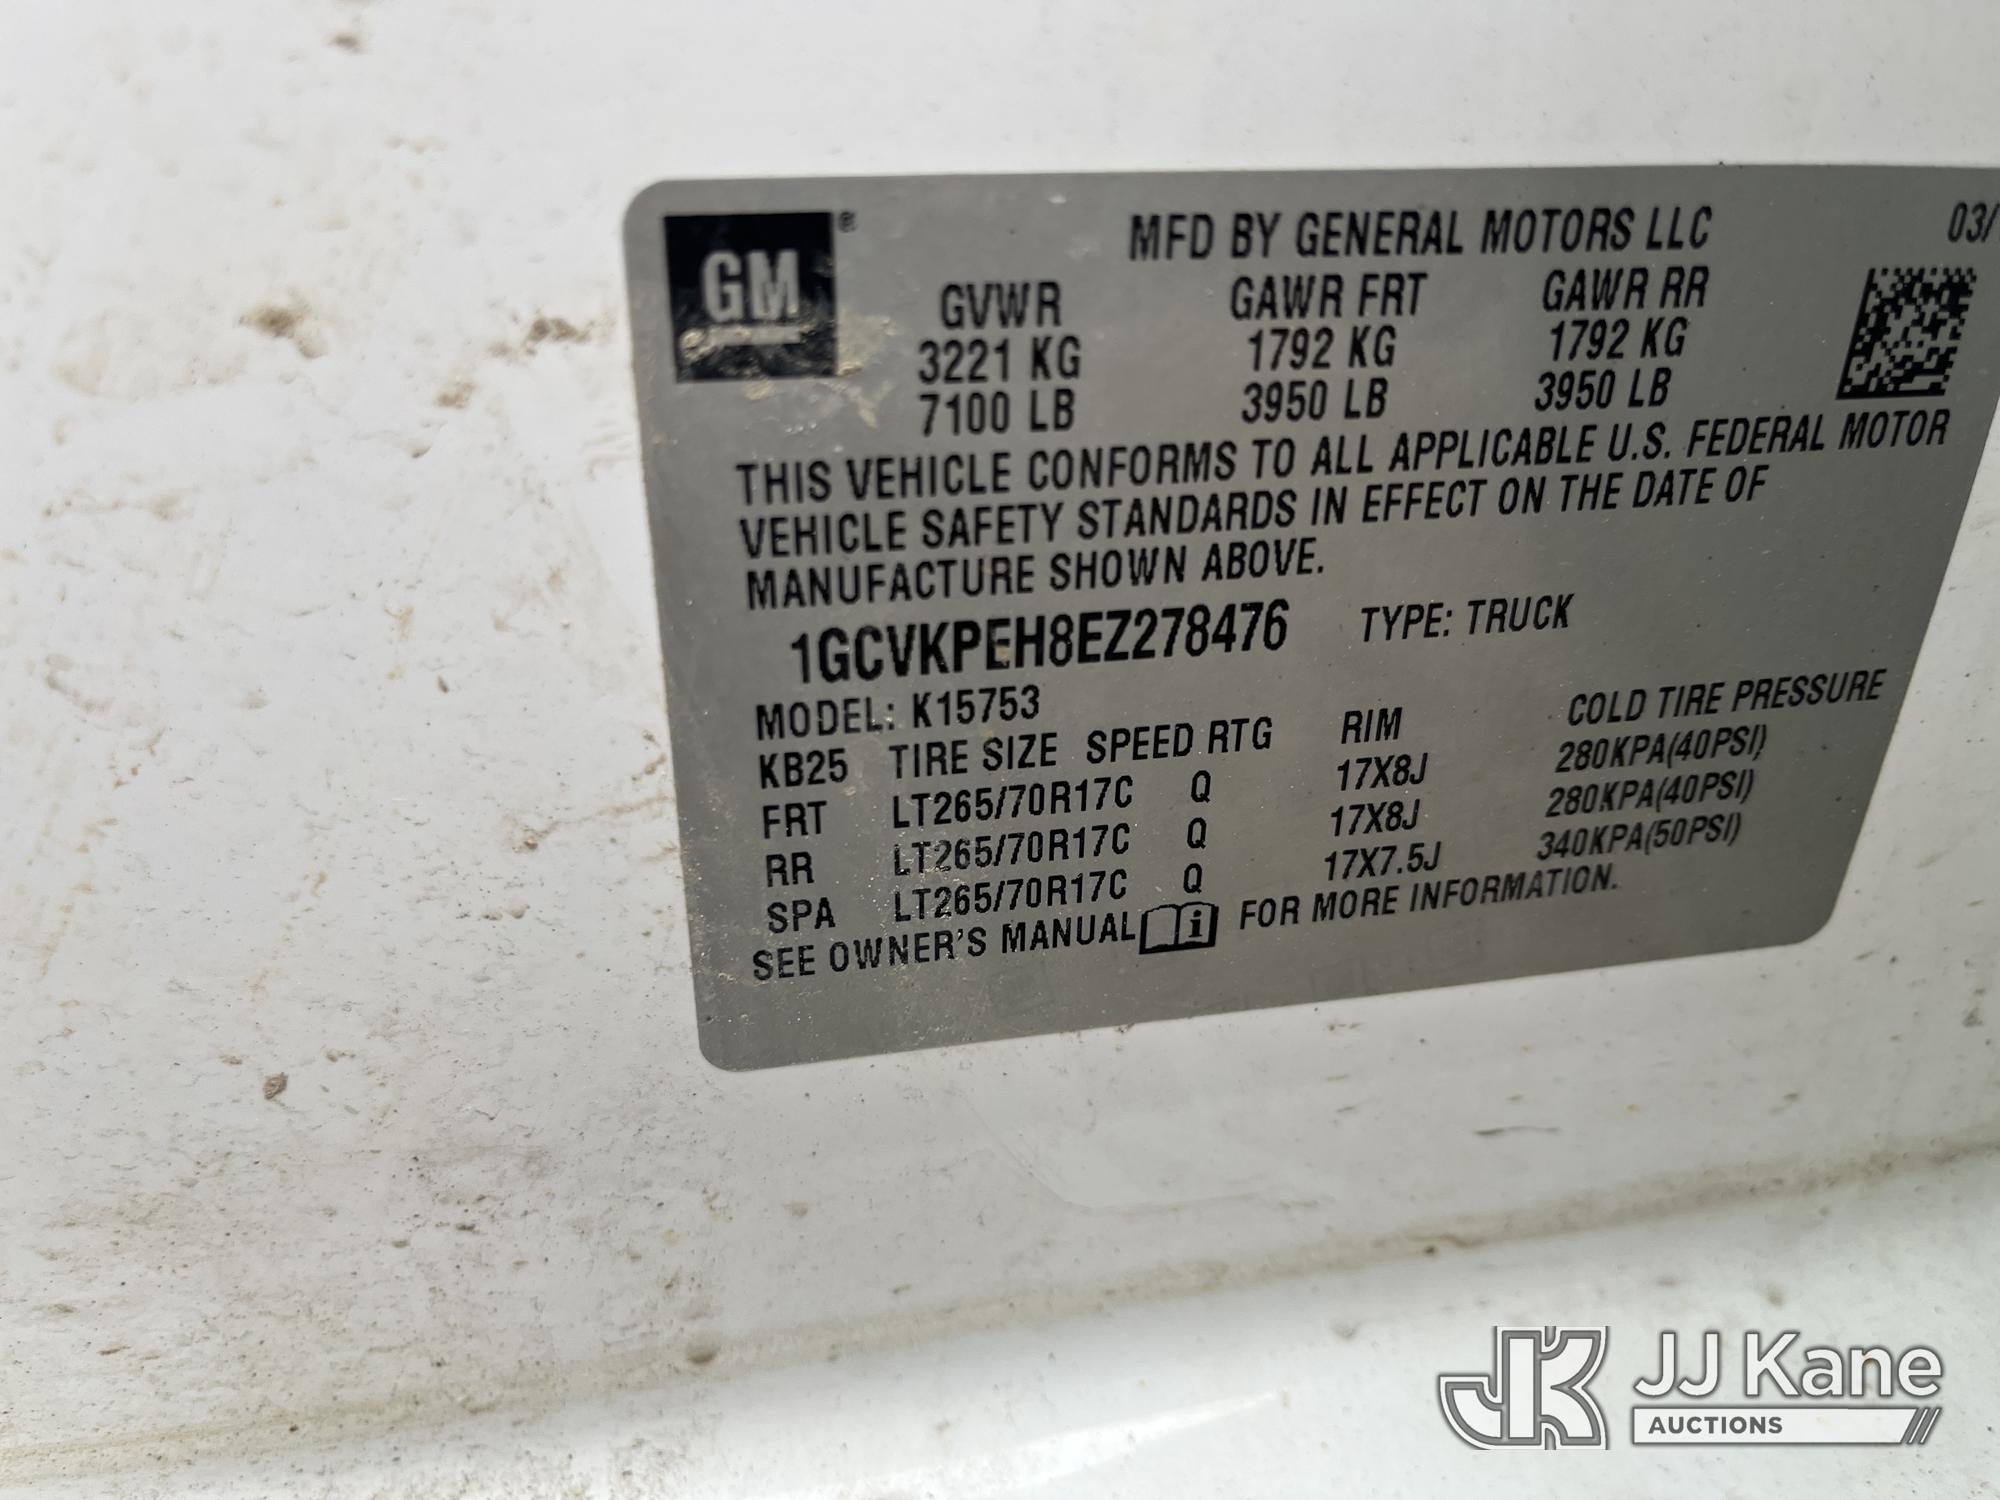 GM ®
MFD BY GENERAL MOTORS LLC 03/
GVWR GAWR FRT GAWR RR
3221 KG 1792 KG 1792 KG
7100 LB 3950 LB 3950 LB
THIS VEHICLE CONFORMS TO ALL APPLICABLE U.S. FEDERAL MOTOR
VEHICLE SAFETY STANDARDS IN EFFECT ON THE DATE OF
MANUFACTURE SHOWN ABOVE.
1GCVKPEH8EZ278476 TYPE: TRUCK
MODEL: K15753
KB25 TIRE SIZE SPEED RTG RIM COLD TIRE PRESSURE
FRT LT265/70R17C Q 17X8J 280KPA(40PSI)
RR LT265/70R17C Q 17X8J 280KPA(40PSI)
SPA LT265/70R17C Q 17X7.5J 340KPA(50PSI)
SEE OWNER'S MANUAL i FOR MORE INFORMATION.
JK JJ Kane
AUCTIONS